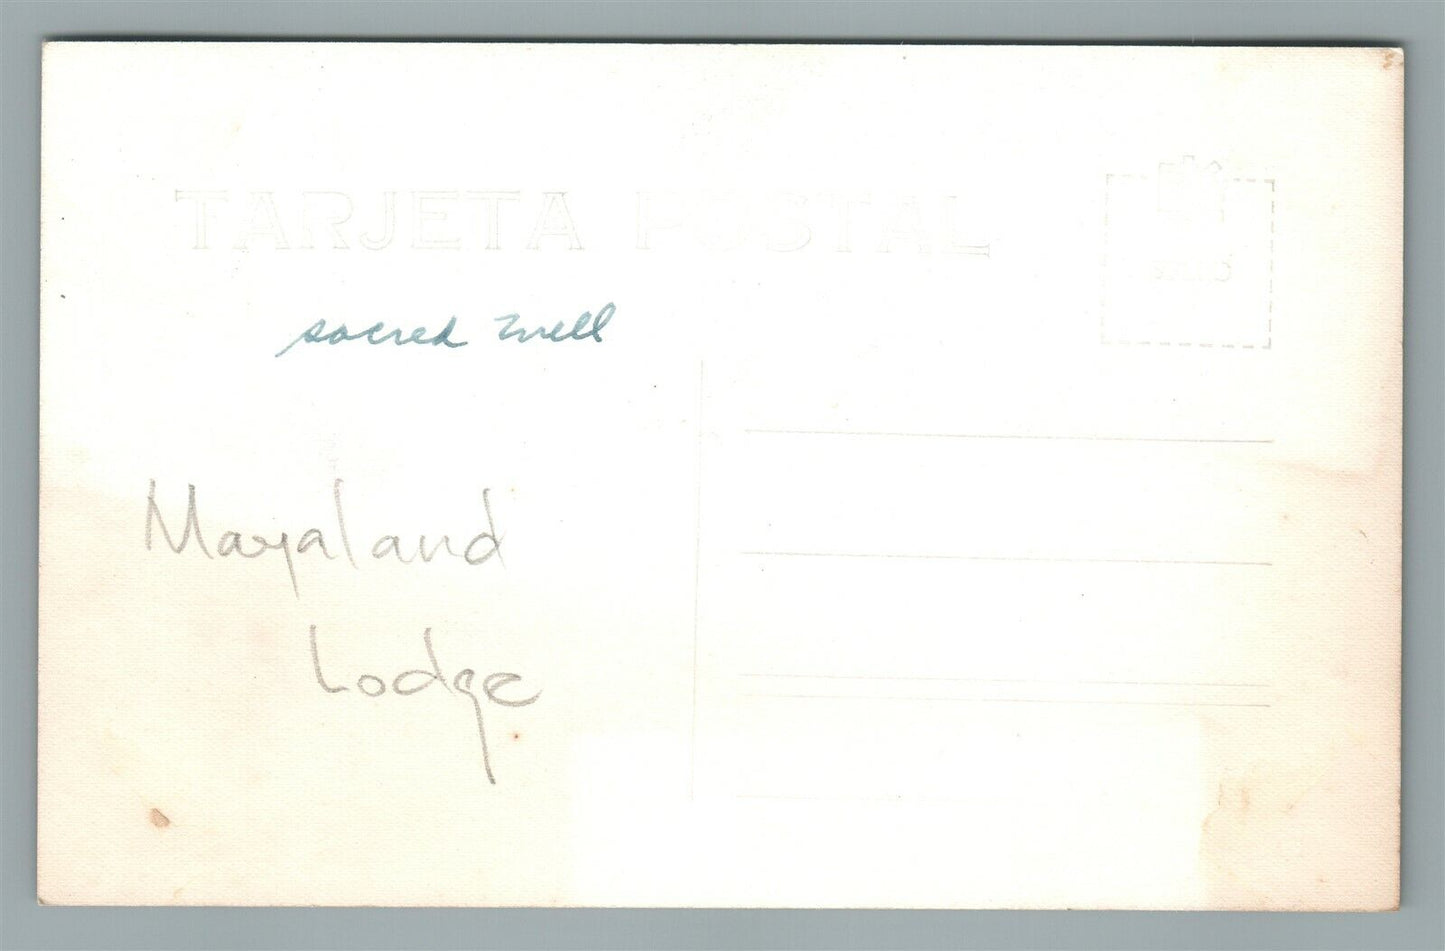 TARJETA POSTAL
sacred well
Mayaland
Lodge